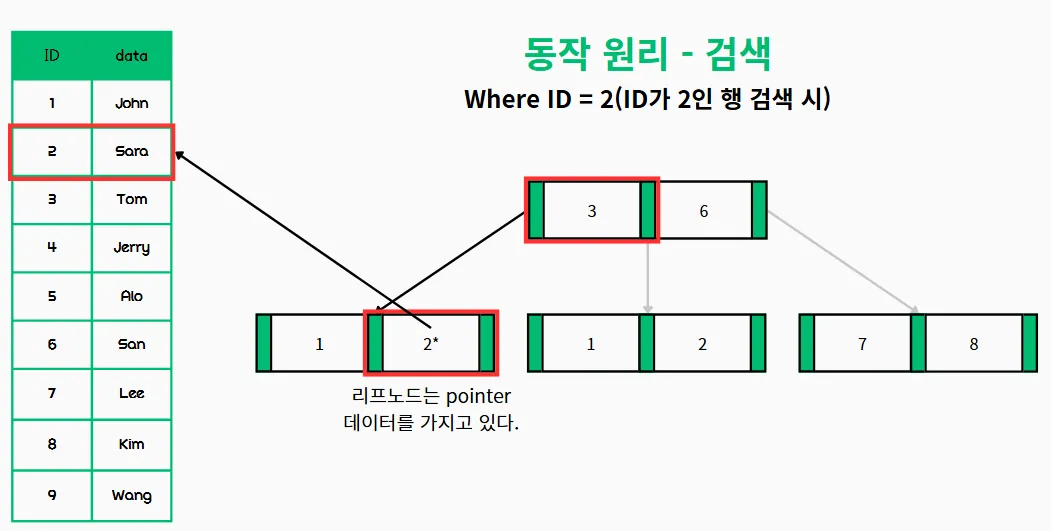 동작 원리 - 검색
Where ID = 2(ID가 2인 행 검색 시)
ID data
1 John
2 Sara
3 Tom
4 Jerry
5 Alo
6 San
7 Lee
8 Kim
9 Wang
3 6
1 2*
1 2
7 8
리프노드는 pointer
데이터를 가지고 있다.